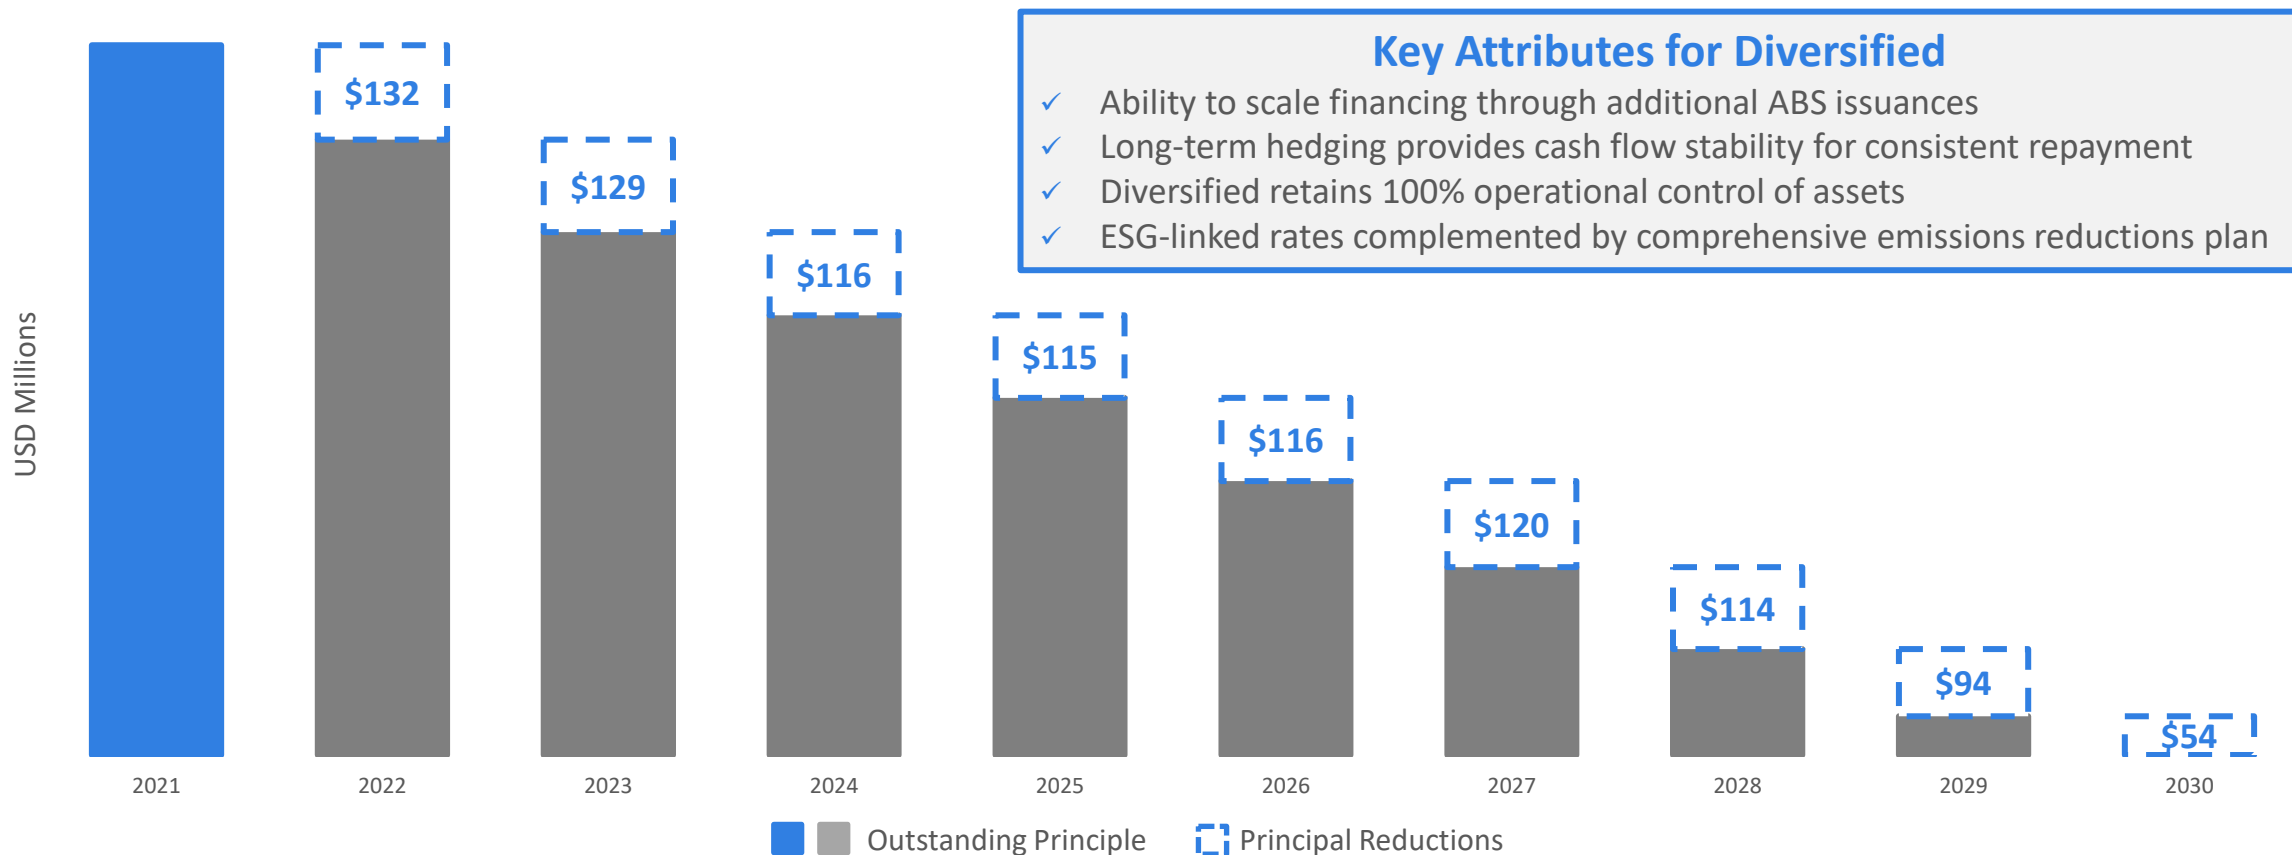 Key Attributes for Diversified
✓ Ability to scale financing through additional ABS issuances
✓ Long-term hedging provides cash flow stability for consistent repayment
✓ Diversified retains 100% operational control of assets
✓ ESG-linked rates complemented by comprehensive emissions reductions plan
USD Millions
$132
$129
$116
$115
$116
$120
$114
$94
$54
2021 2022 2023 2024 2025 2026 2027 2028 2029 2030
Outstanding Principle Principal Reductions